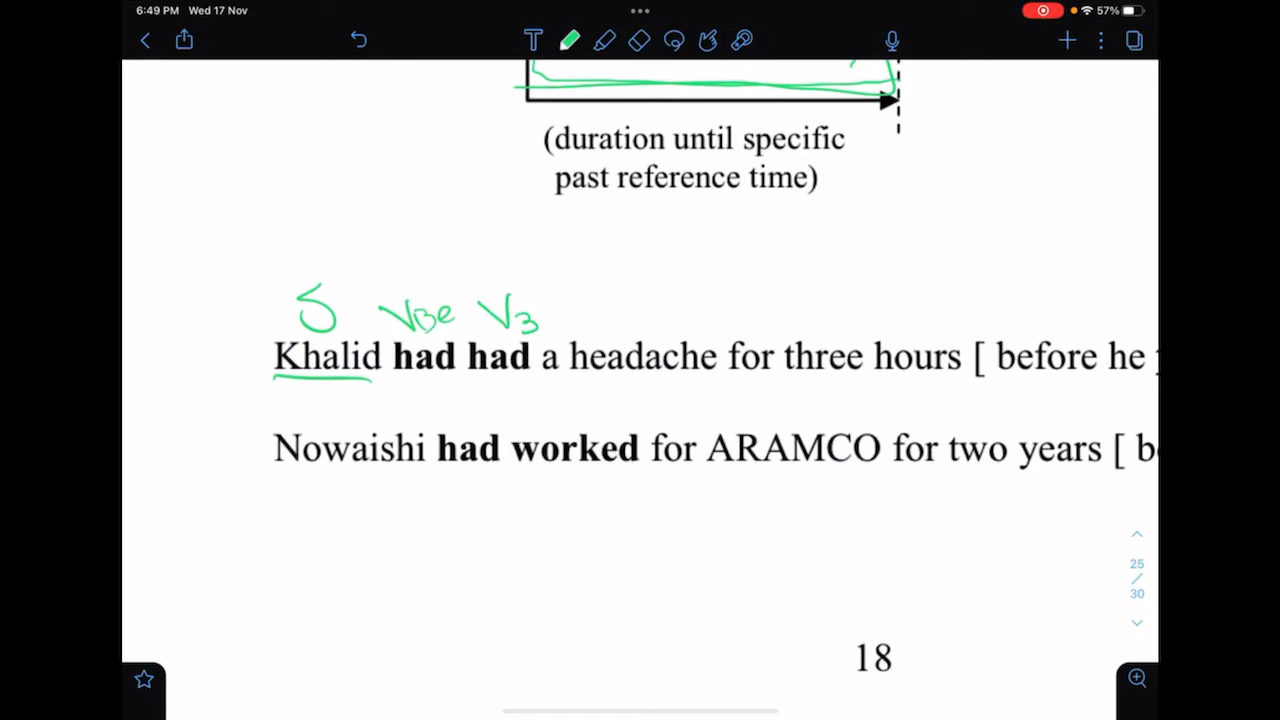 6:49 PM Wed 17 Nov
57%
(duration until specific
past reference time)
S VBe V3
Khalid had had a headache for three hours [ before he
Nowaishi had worked for ARAMCO for two years [
25
/
30
18